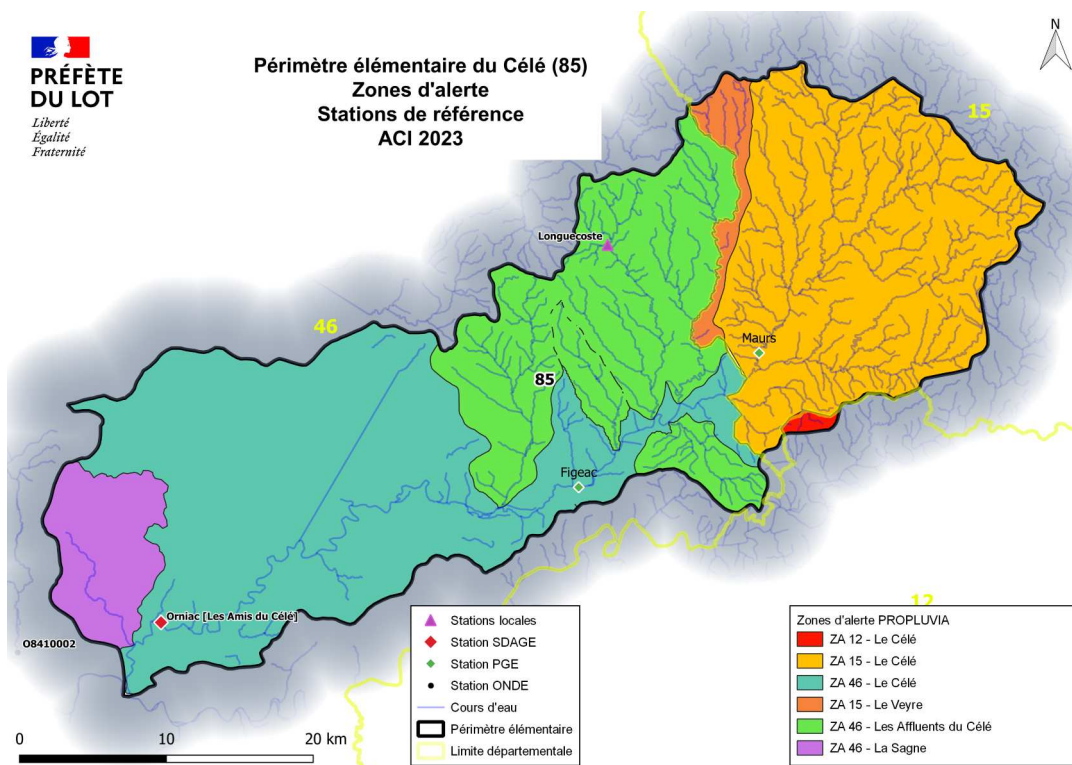 PRÉFÈTE
DU LOT
Liberté
Égalité
Fraternité
Périmètre élémentaire du Célé (85)
Zones d'alerte
Stations de référence
ACI 2023
N
15
Longuecoste
46
Maurs
85
Figeac
12
Orniac [Les Amis du Célé]
O8410002
Stations locales
Station SDAGE
Station PGE
Station ONDE
Cours d'eau
Périmètre élémentaire
Limite départementale
Zones d'alerte PROPLUVIA
ZA 12 - Le Célé
ZA 15 - Le Célé
ZA 46 - Le Célé
ZA 15 - Le Veyre
ZA 46 - Les Affluents du Célé
ZA 46 - La Sagne
0 10 20 km